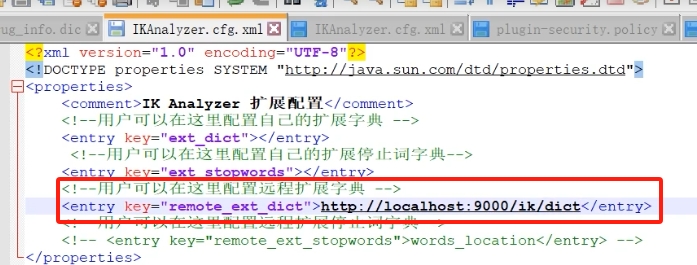 ug_info.dic IKAnalyzer.cfg.xml IKAnalyzer.cfg.xml plugin-security.policy
<?xml version="1.0" encoding="UTF-8"?>
<!DOCTYPE properties SYSTEM "http://java.sun.com/dtd/properties.dtd">
<properties>
<comment>IK Analyzer 扩展配置</comment>
<!--用户可以在这里配置自己的扩展字典 -->
<entry key="ext_dict"></entry>
<!--用户可以在这里配置自己的扩展停止词字典-->
<entry key="ext_stopwords"></entry>
<!--用户可以在这里配置远程扩展字典 -->
<entry key="remote_ext_dict">http://localhost:9000/ik/dict</entry>
<!--用户可以在这里配置远程扩展停止词字典-->
<!-- <entry key="remote_ext_stopwords">words_location</entry> -->
</properties>